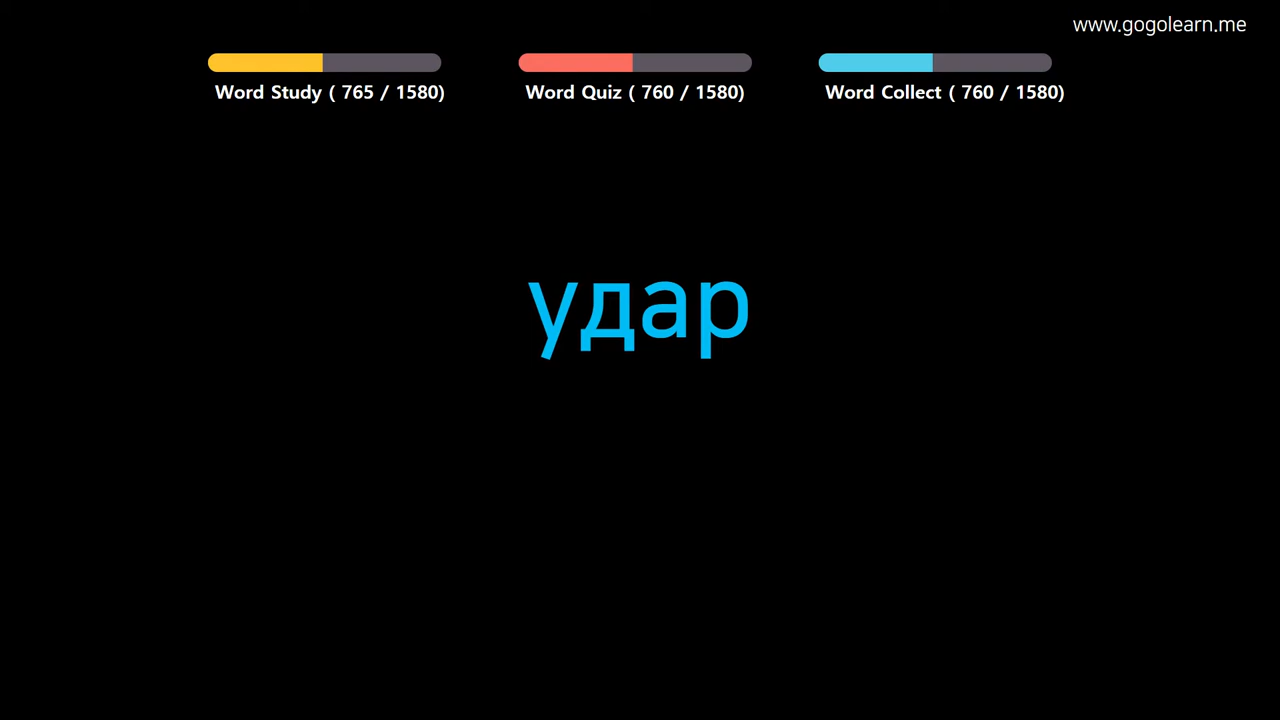 www.gogolearn.me
Word Study ( 765 / 1580)
Word Quiz ( 760 / 1580)
Word Collect ( 760 / 1580)
удар